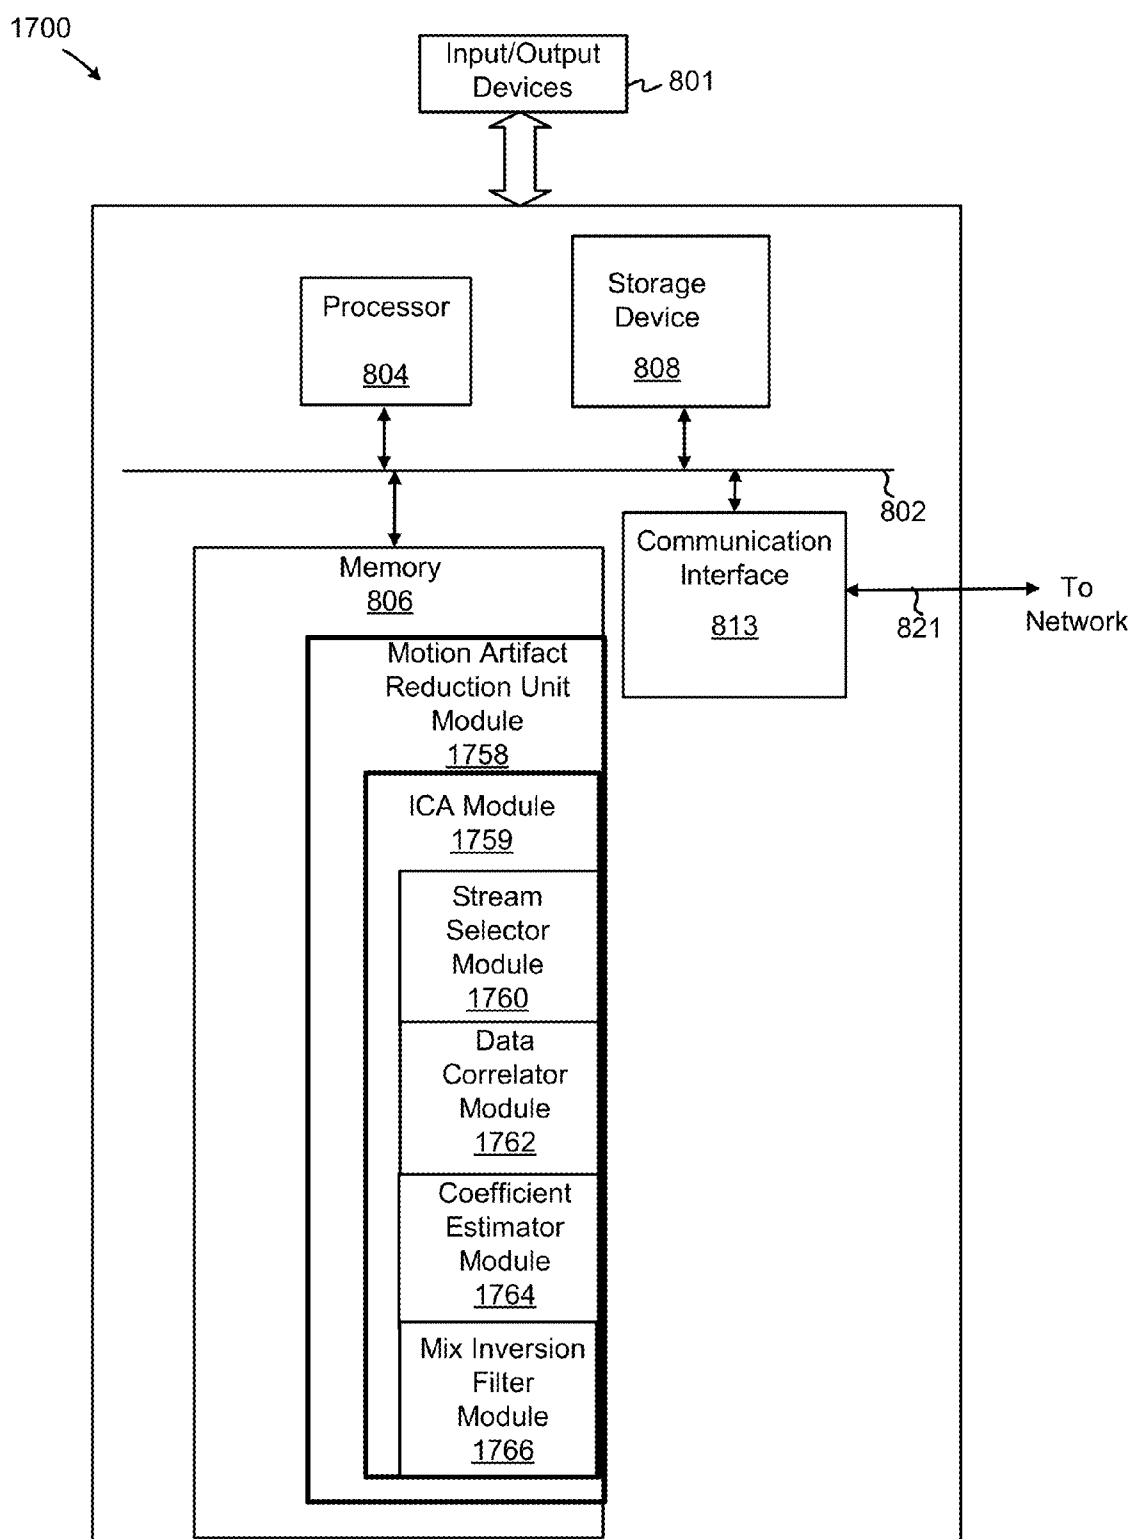 1700
Input/Output
Devices
801
Processor
804
Storage
Device
808
802
Memory
806
Communication
Interface
813
821
To
Network
Motion Artifact
Reduction Unit
Module
1758
ICA Module
1759
Stream
Selector
Module
1760
Data
Correlator
Module
1762
Coefficient
Estimator
Module
1764
Mix Inversion
Filter
Module
1766